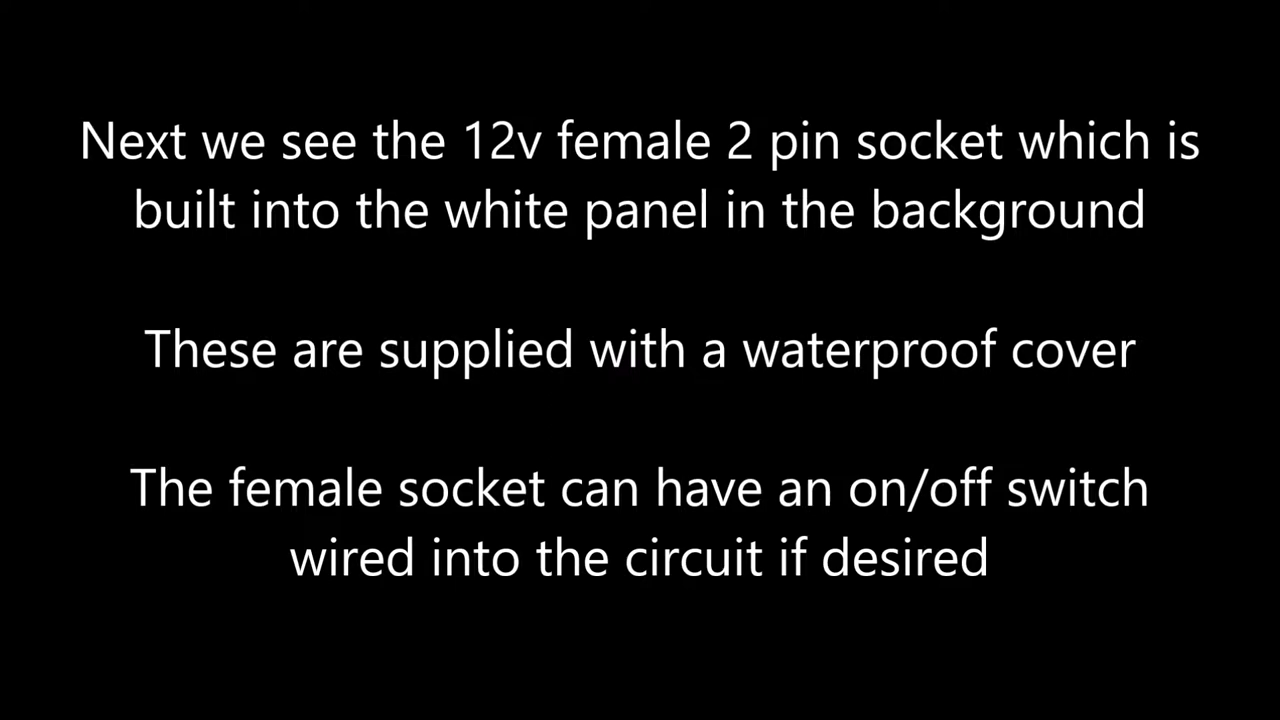 Next we see the 12v female 2 pin socket which is
built into the white panel in the background
These are supplied with a waterproof cover
The female socket can have an on/off switch
wired into the circuit if desired